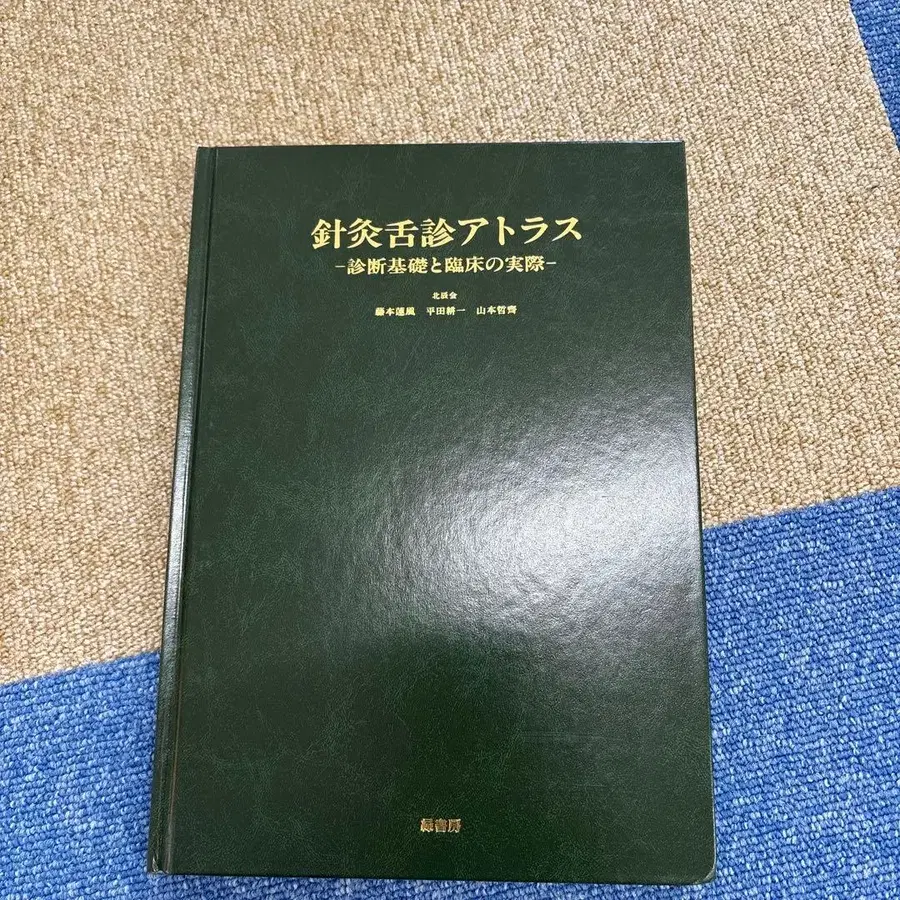 針灸舌診アトラス
-診断基礎と臨床の実際-
北辰会
藤本蓮風 平田耕一 山本哲齊
緑書房